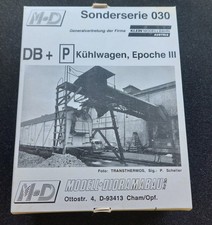 M+D
Sonderserie 030
Generalvertretung der Firma
DB + P Kühlwagen, Epoche III
Foto: TRANSTHERMOS, Slg. P. Scheller
M+D
MODELL-DIORAMABAU
Ottostr. 4, D-93413 Cham/Opf.